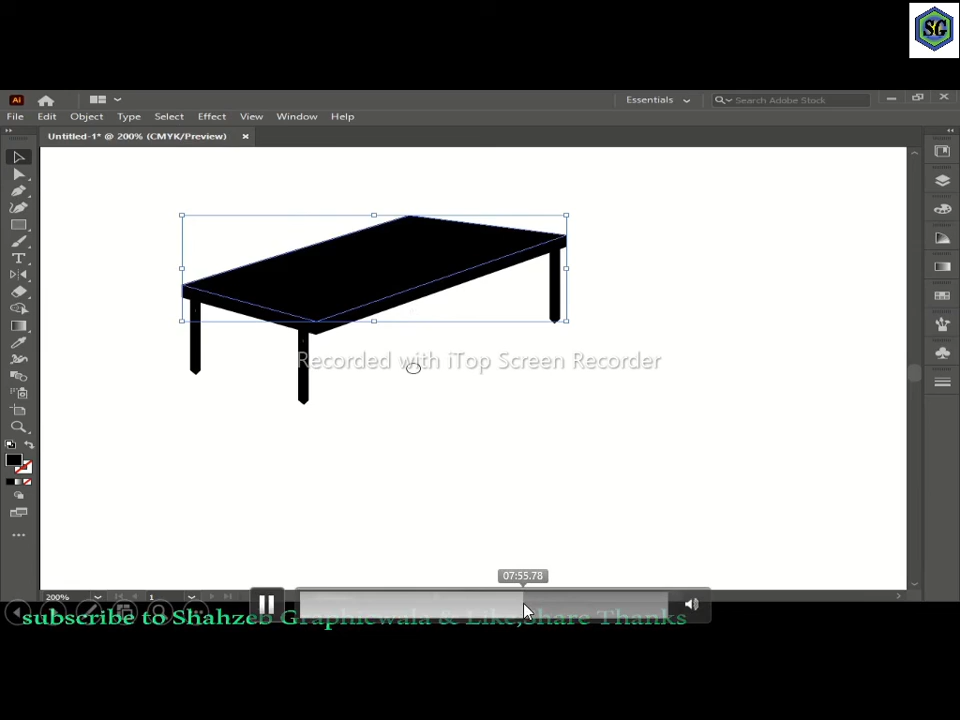 SG
Ai
Essentials
Search Adobe Stock
File Edit Object Type Select Effect View Window Help
Untitled-1* @ 200% (CMYK/Preview)
Recorded with iTop Screen Recorder
07:55.78
200%
1
subscribe to Shahzeb Graphicwala & Like,Share Thanks